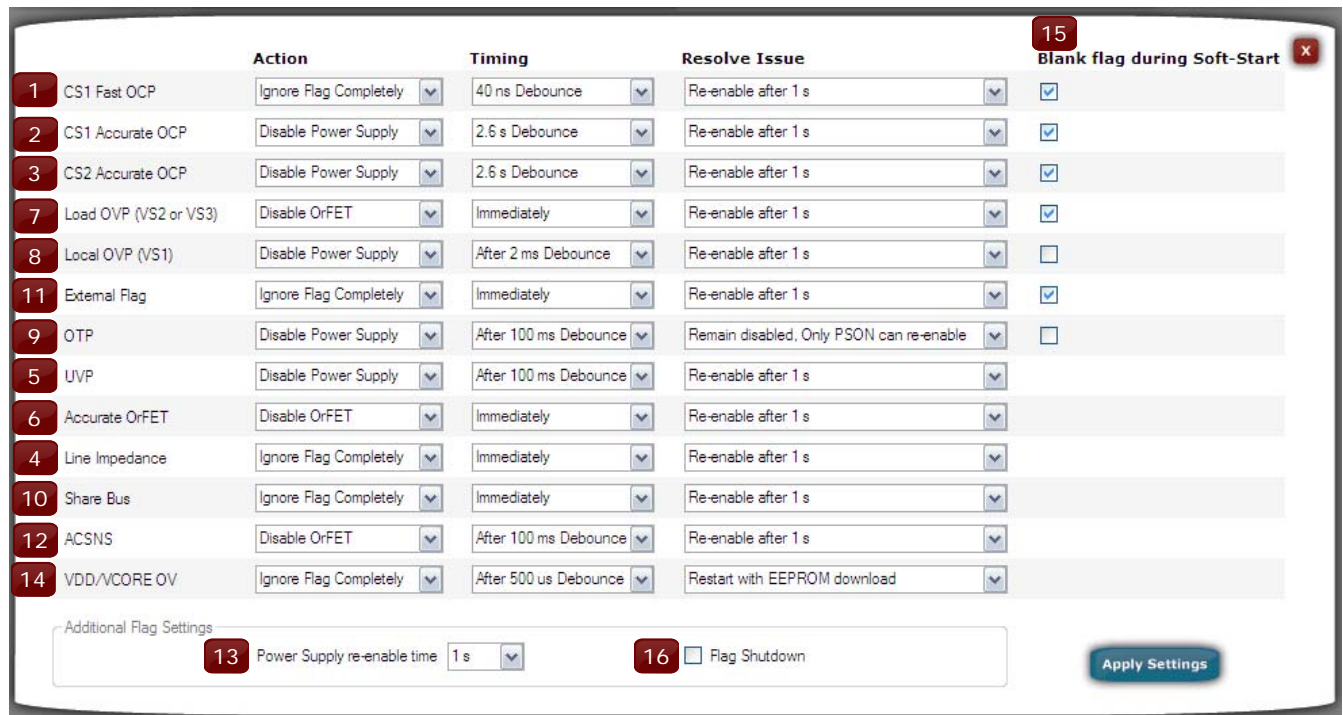 15
Action Timing Resolve Issue Blank flag during Soft-Start x
1 CS1 Fast OCP Ignore Flag Completely 40 ns Debounce Re-enable after 1 s
2 CS1 Accurate OCP Disable Power Supply 2.6 s Debounce Re-enable after 1 s
3 CS2 Accurate OCP Disable Power Supply 2.6 s Debounce Re-enable after 1 s
7 Load OVP (VS2 or VS3) Disable OrFET Immediately Re-enable after 1 s
8 Local OVP (VS1) Disable Power Supply After 2 ms Debounce Re-enable after 1 s
11 External Flag Ignore Flag Completely Immediately Re-enable after 1 s
9 OTP Disable Power Supply After 100 ms Debounce Remain disabled, Only PSON can re-enable
5 UVP Disable Power Supply After 100 ms Debounce Re-enable after 1 s
6 Accurate OrFET Disable OrFET Immediately Re-enable after 1 s
4 Line Impedance Ignore Flag Completely Immediately Re-enable after 1 s
10 Share Bus Ignore Flag Completely Immediately Re-enable after 1 s
12 ACSNS Disable OrFET After 100 ms Debounce Re-enable after 1 s
14 VDD/VCORE OV Ignore Flag Completely After 500 us Debounce Restart with EEPROM download
Additional Flag Settings
13 Power Supply re-enable time 1 s 16 Flag Shutdown
Apply Settings